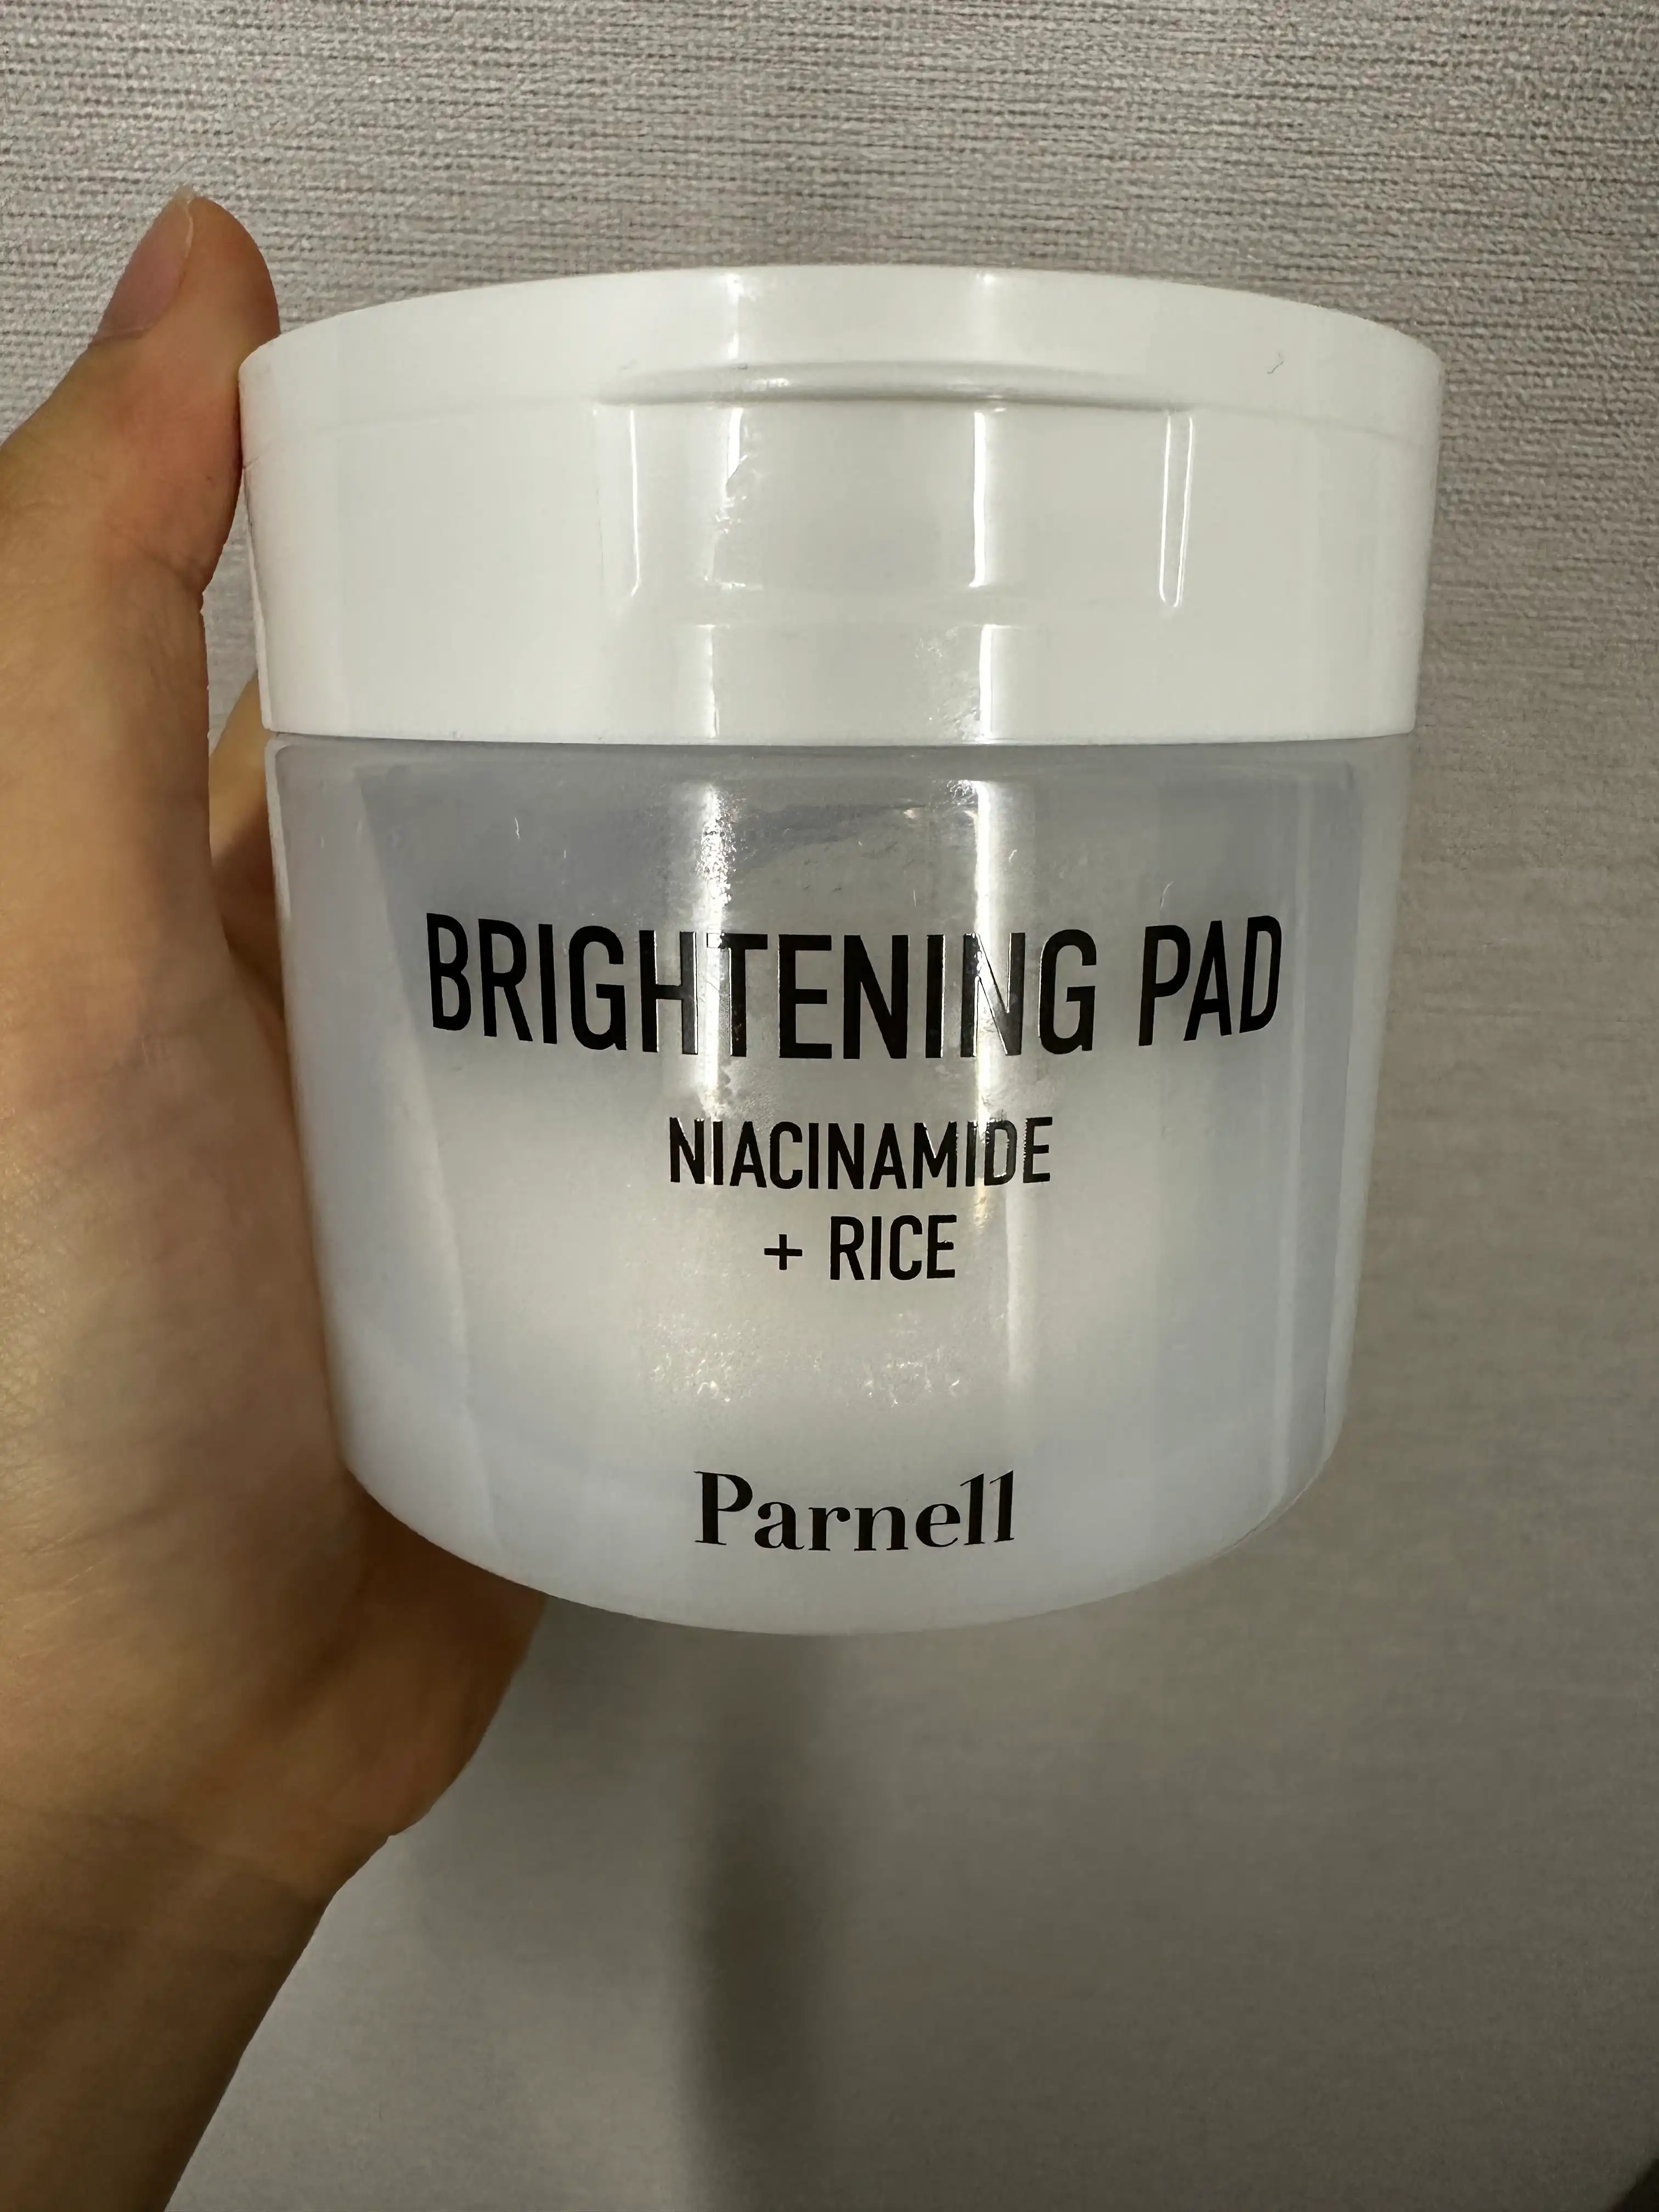 BRIGHTENING PAD
NIACINAMIDE
+ RICE
Parnell